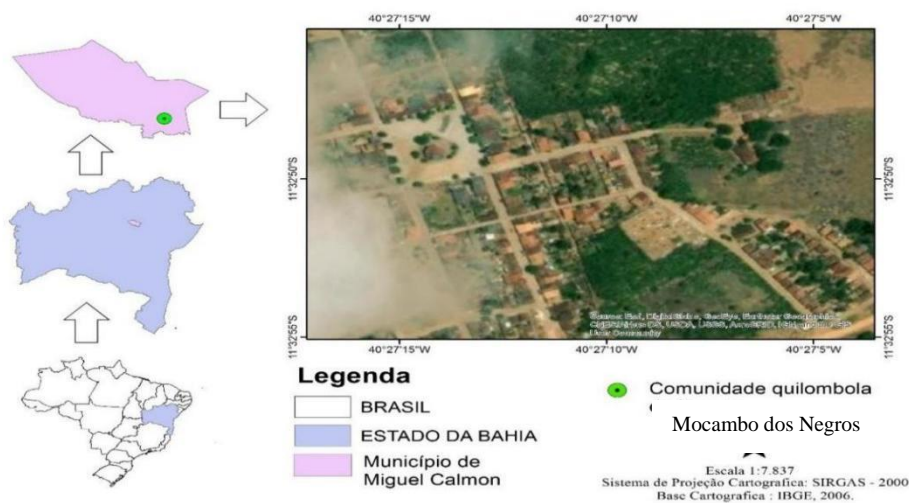 40°27'15"W 40°27'10"W 40°27'5"W
11°32'50"S
11°32'50"S
11°32'55"S
11°32'55"S
User Community
40°27'15"W 40°27'10"W 40°27'5"W
Legenda
BRASIL
ESTADO DA BAHIA
Município de
Miguel Calmon
Comunidade quilombola
Mocambo dos Negros
Escala 1:7.837
Sistema de Projeção Cartografica: SIRGAS - 2000
Base Cartografica : IBGE, 2006.